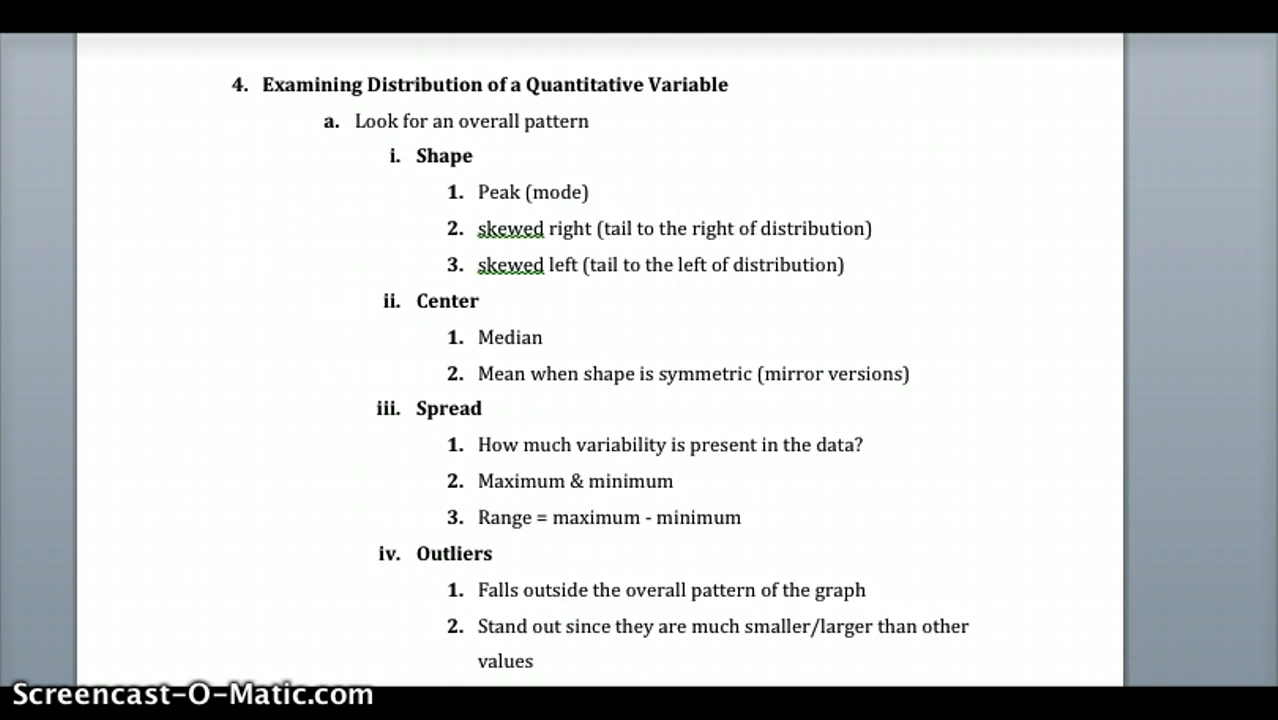 4. Examining Distribution of a Quantitative Variable
a. Look for an overall pattern
i. Shape
1. Peak (mode)
2. skewed right (tail to the right of distribution)
3. skewed left (tail to the left of distribution)
ii. Center
1. Median
2. Mean when shape is symmetric (mirror versions)
iii. Spread
1. How much variability is present in the data?
2. Maximum & minimum
3. Range = maximum - minimum
iv. Outliers
1. Falls outside the overall pattern of the graph
2. Stand out since they are much smaller/larger than other
values
Screencast-O-Matic.com